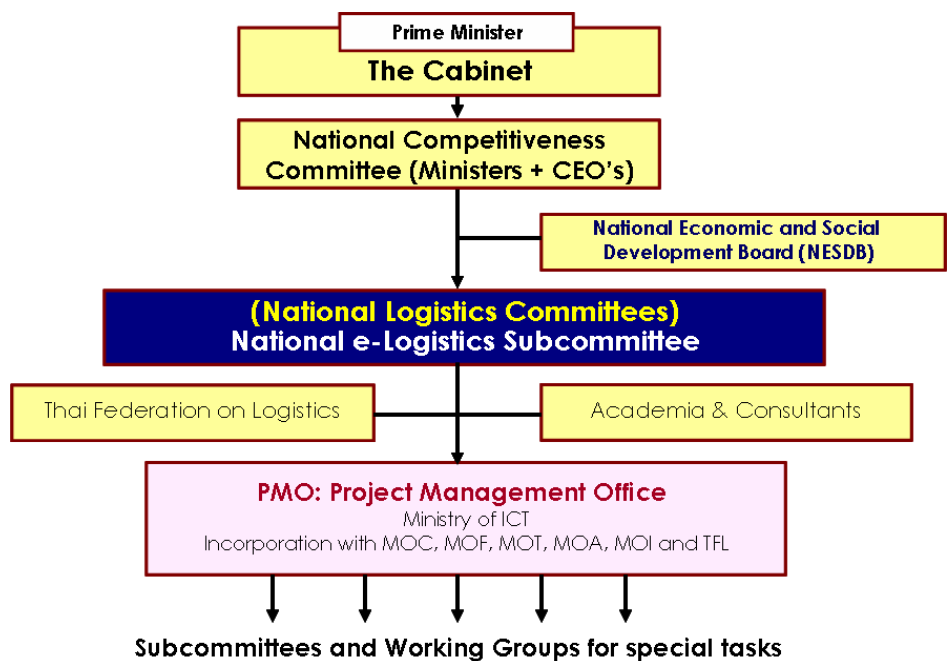 Prime Minister
The Cabinet
National Competitiveness
Committee (Ministers + CEO's)
National Economic and Social
Development Board (NESDB)
(National Logistics Committees)
National e-Logistics Subcommittee
Thai Federation on Logistics
Academia & Consultants
PMO: Project Management Office
Ministry of ICT
Incorporation with MOC, MOF, MOT, MOA, MOI and TFL
Subcommittees and Working Groups for special tasks